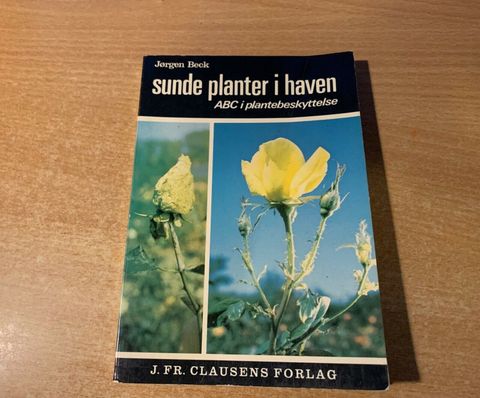 Jørgen Beck
sunde planter i haven
ABC i plantebeskyttelse
J. FR. CLAUSENS FORLAG